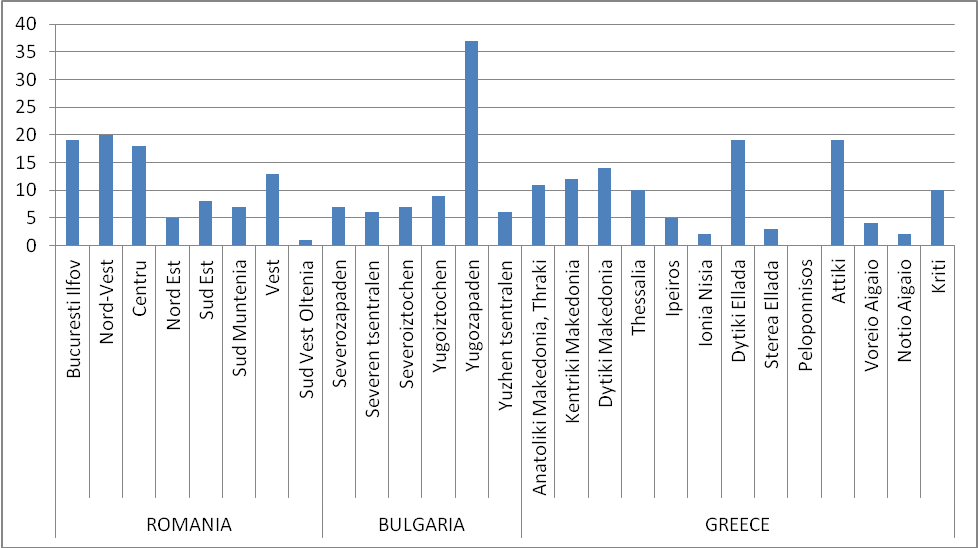 40
35
30
25
20
15
10
5
0
Bucuresti Ilfov
Nord-Vest
Centru
Nord Est
Sud Est
Sud Muntenia
Vest
Sud Vest Oltenia
Severozapaden
Severen tsentralen
Severoiztochen
Yugoiztochen
Yugozapaden
Yuzhen tsentralen
Anatoliki Makedonia, Thraki
Kentriki Makedonia
Dytiki Makedonia
Thessalia
Ipeiros
Ionia Nisia
Dytiki Ellada
Sterea Ellada
Peloponnisos
Attiki
Voreio Aigaio
Notio Aigaio
Kriti
ROMANIA
BULGARIA
GREECE